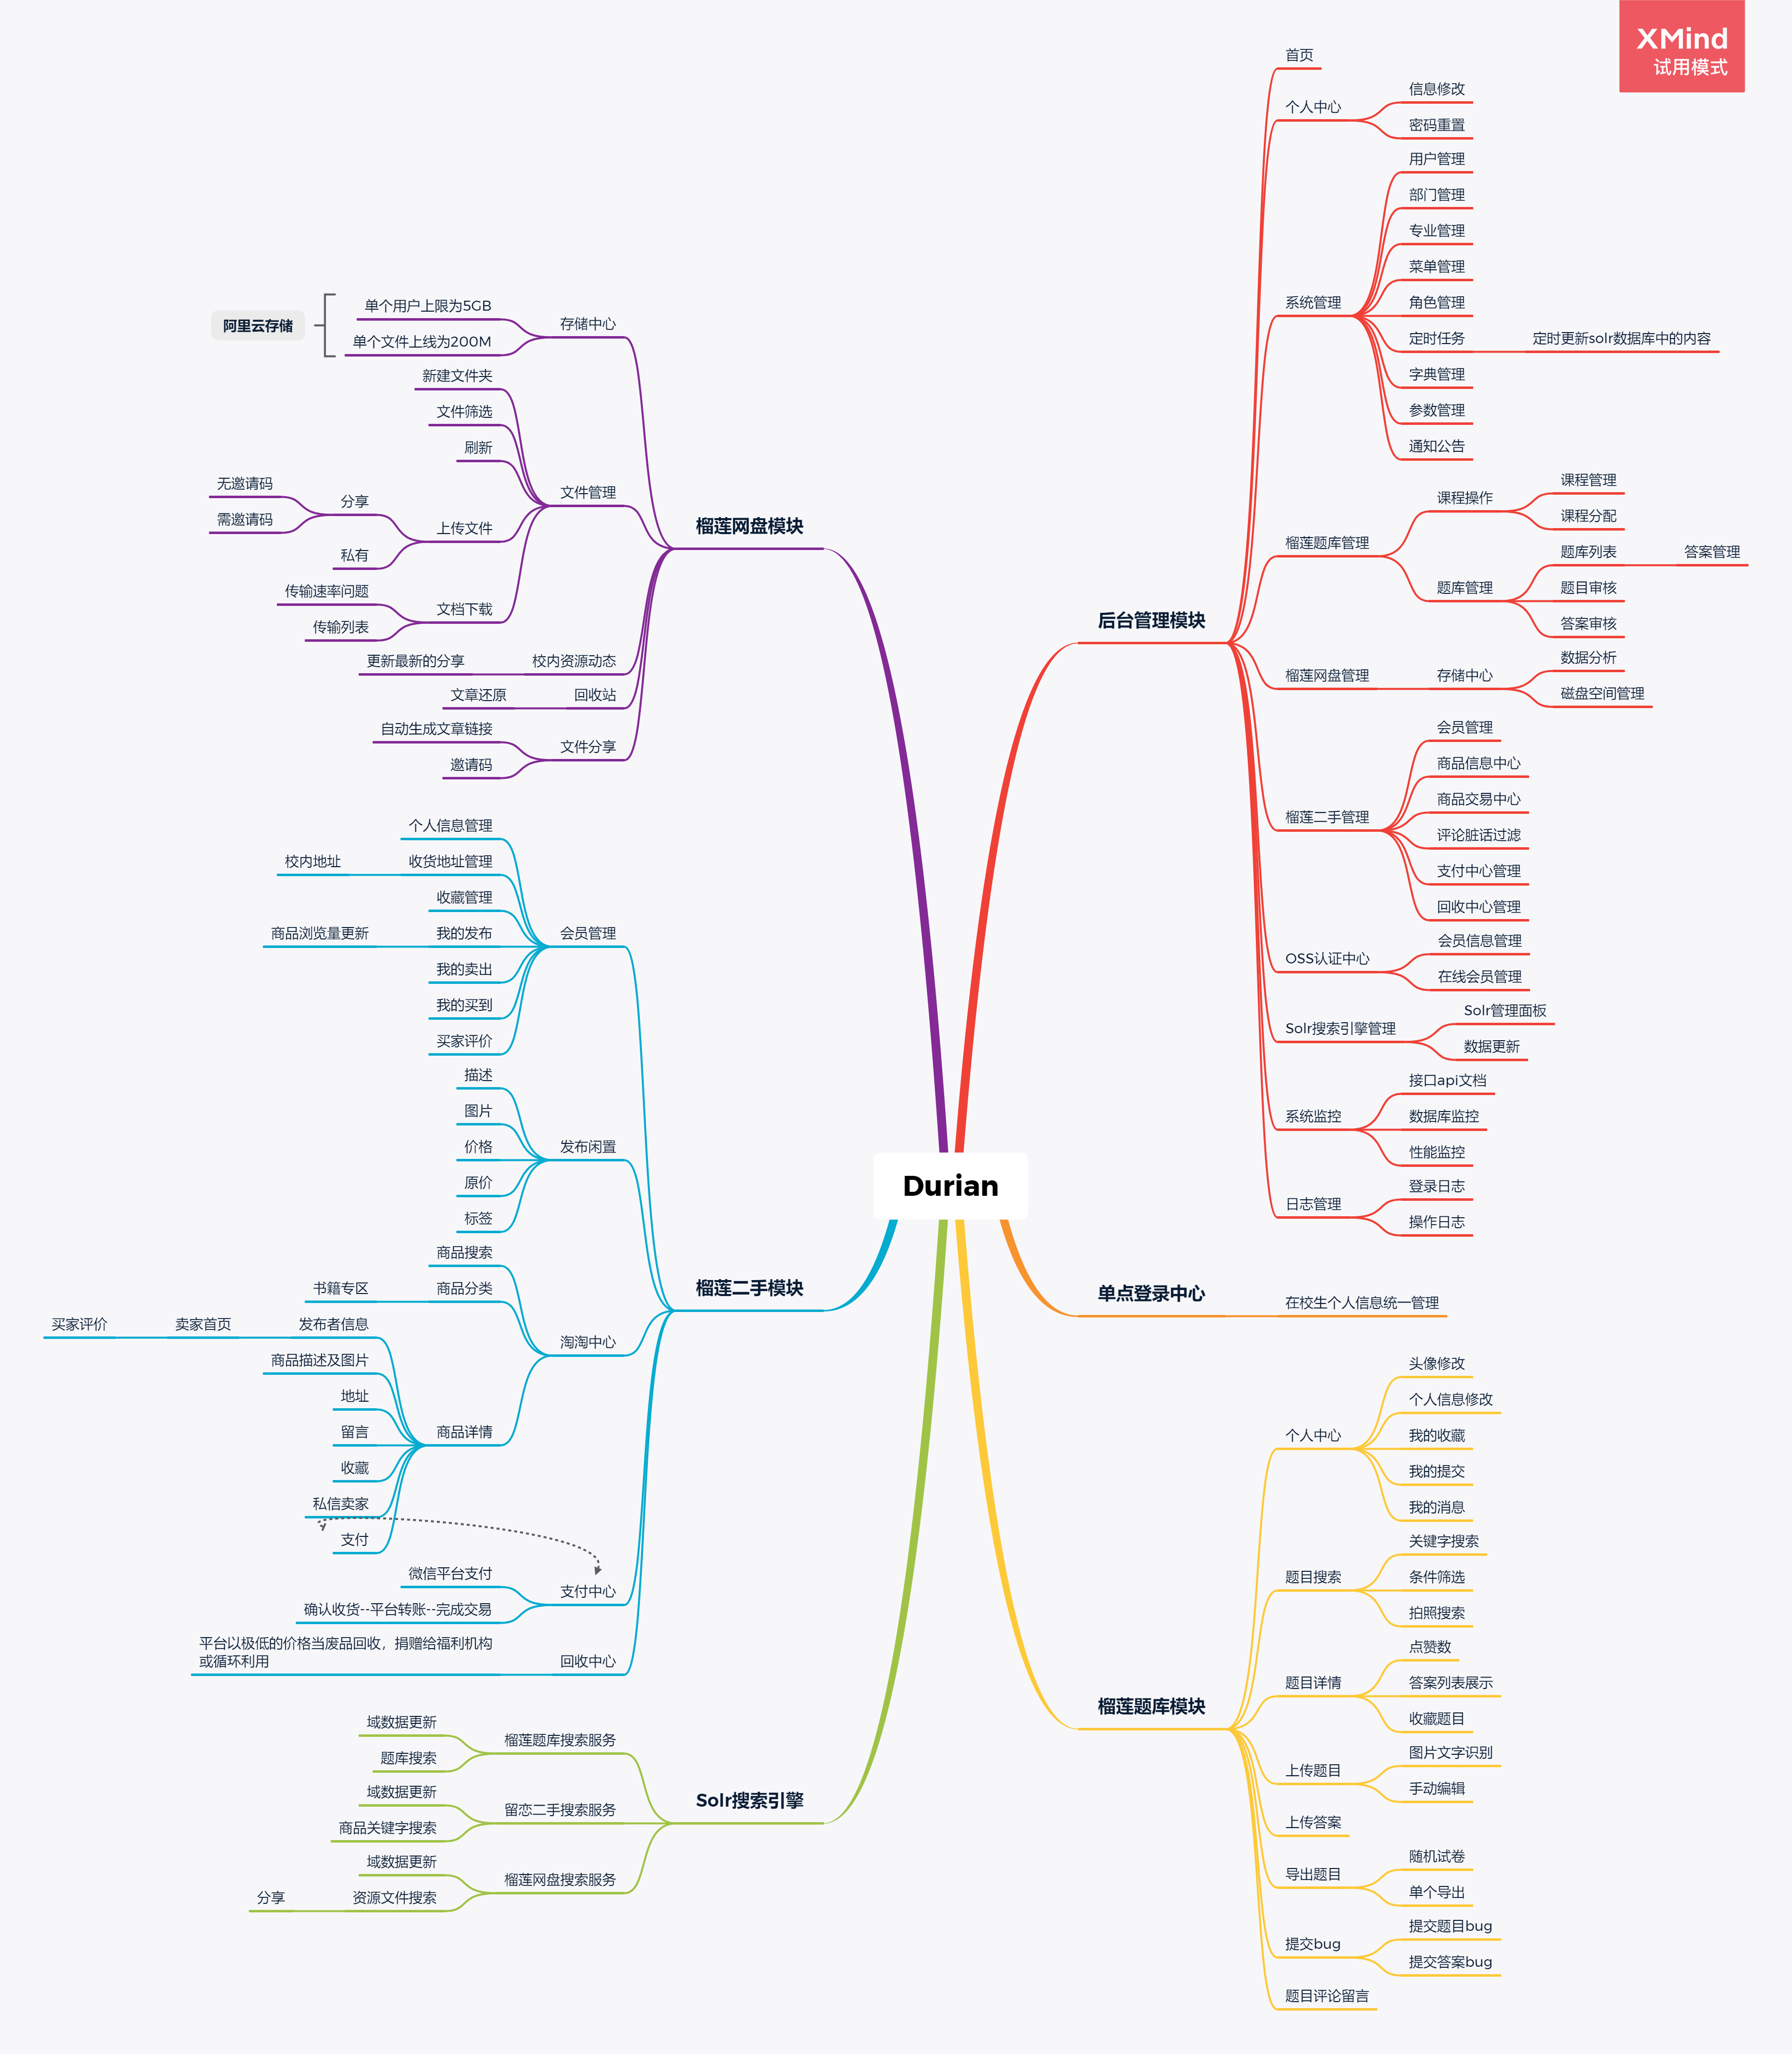 XMind
试用模式
Durian
后台管理模块
首页
个人中心
信息修改
密码重置
系统管理
用户管理
部门管理
专业管理
菜单管理
角色管理
定时任务
定时更新solr数据库中的内容
字典管理
参数管理
通知公告
榴莲题库管理
课程操作
课程管理
课程分配
题库管理
题库列表
答案管理
题目审核
答案审核
榴莲网盘管理
存储中心
数据分析
磁盘空间管理
榴莲二手管理
会员管理
商品信息中心
商品交易中心
评论脏话过滤
支付中心管理
回收中心管理
OSS认证中心
会员信息管理
在线会员管理
Solr搜索引擎管理
Solr管理面板
数据更新
系统监控
接口api文档
数据库监控
性能监控
日志管理
登录日志
操作日志
单点登录中心
在校生个人信息统一管理
榴莲题库模块
个人中心
头像修改
个人信息修改
我的收藏
我的提交
我的消息
题目搜索
关键字搜索
条件筛选
拍照搜索
题目详情
点赞数
答案列表展示
收藏题目
上传题目
图片文字识别
手动编辑
上传答案
导出题目
随机试卷
单个导出
提交bug
提交题目bug
提交答案bug
题目评论留言
榴莲网盘模块
存储中心
单个用户上限为5GB
单个文件上线为200M
阿里云存储
文件管理
新建文件夹
文件筛选
刷新
上传文件
分享
无邀请码
需邀请码
私有
文档下载
传输速率问题
传输列表
校内资源动态
更新最新的分享
回收站
文章还原
文件分享
自动生成文章链接
邀请码
榴莲二手模块
会员管理
个人信息管理
收货地址管理
校内地址
收藏管理
我的发布
商品浏览量更新
我的卖出
我的买到
买家评价
发布闲置
描述
图片
价格
原价
标签
淘淘中心
商品搜索
商品分类
书籍专区
商品详情
发布者信息
卖家首页
买家评价
商品描述及图片
地址
留言
收藏
私信卖家
支付
支付中心
微信平台支付
确认收货--平台转账--完成交易
回收中心
平台以极低的价格当废品回收，捐赠给福利机构
或循环利用
Solr搜索引擎
榴莲题库搜索服务
域数据更新
题库搜索
留恋二手搜索服务
域数据更新
商品关键字搜索
榴莲网盘搜索服务
域数据更新
资源文件搜索
分享